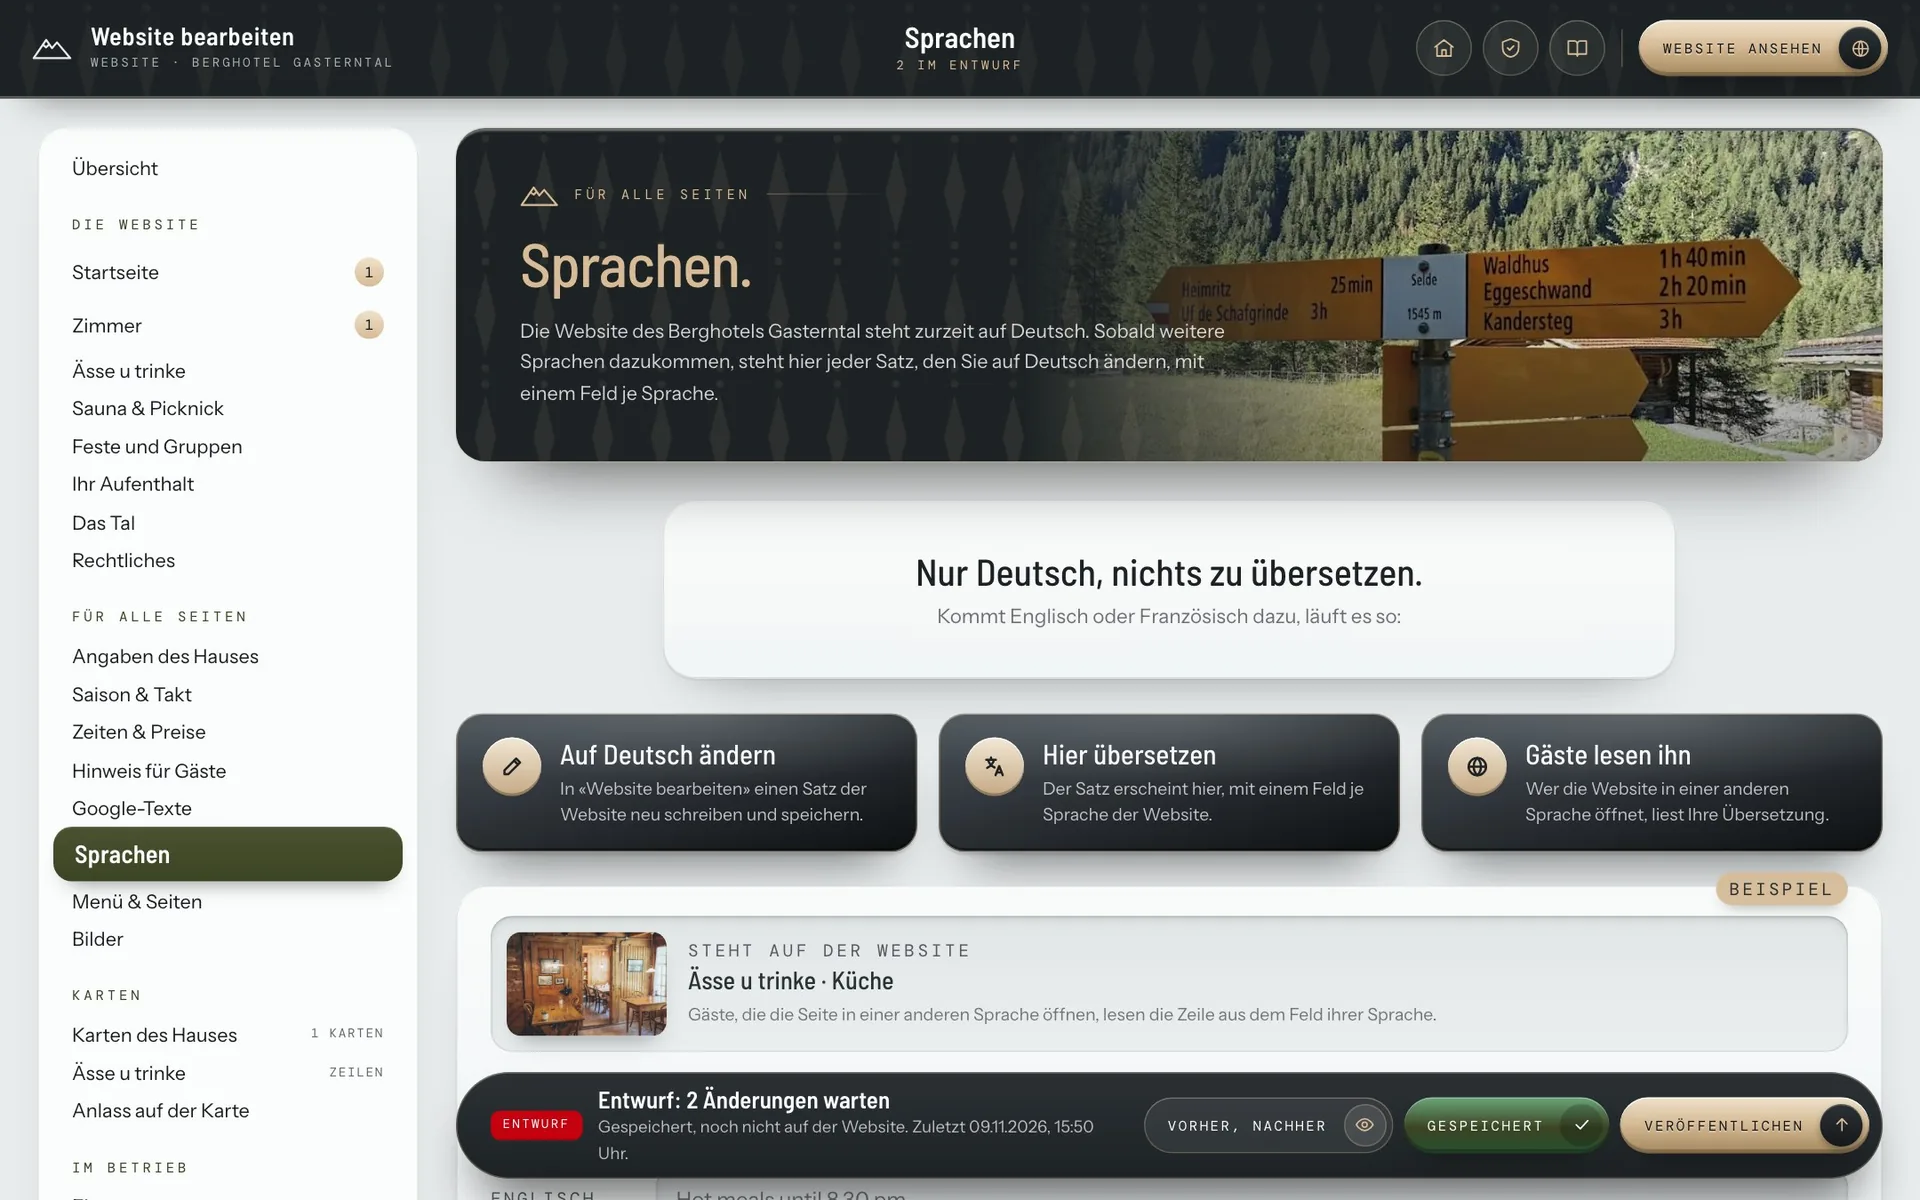 Website bearbeiten
WEBSITE · BERGHOTEL GASTERNTAL
Sprachen
2 IM ENTWURF
WEBSITE ANSEHEN
Übersicht
DIE WEBSITE
Startseite 1
Zimmer 1
Ässe u trinke
Sauna & Picknick
Feste und Gruppen
Ihr Aufenthalt
Das Tal
Rechtliches
FÜR ALLE SEITEN
Angaben des Hauses
Saison & Takt
Zeiten & Preise
Hinweis für Gäste
Google-Texte
Sprachen
Menü & Seiten
Bilder
KARTEN
Karten des Hauses 1 KARTEN
Ässe u trinke ZEILEN
Anlass auf der Karte
IM BETRIEB
FÜR ALLE SEITEN
Sprachen.
Die Website des Berghotels Gasterntal steht zurzeit auf Deutsch. Sobald weitere
Sprachen dazukommen, steht hier jeder Satz, den Sie auf Deutsch ändern, mit
einem Feld je Sprache.
Heimritz 25min
Uf de Schafgrinde 3h
Selde
1545 m
Waldhus 1h 40min
Eggeschwand 2h 20min
Kandersteg 3h
Nur Deutsch, nichts zu übersetzen.
Kommt Englisch oder Französisch dazu, läuft es so:
Auf Deutsch ändern
In «Website bearbeiten» einen Satz der
Website neu schreiben und speichern.
Hier übersetzen
Der Satz erscheint hier, mit einem Feld je
Sprache der Website.
Gäste lesen ihn
Wer die Website in einer anderen
Sprache öffnet, liest Ihre Übersetzung.
BEISPIEL
STEHT AUF DER WEBSITE
Ässe u trinke · Küche
Gäste, die die Seite in einer anderen Sprache öffnen, lesen die Zeile aus dem Feld ihrer Sprache.
ENTWURF
Entwurf: 2 Änderungen warten
Gespeichert, noch nicht auf der Website. Zuletzt 09.11.2026, 15:50
Uhr.
VORHER, NACHHER
GESPEICHERT
VERÖFFENTLICHEN
ENGLISCH
Hot meals until 8.30 pm